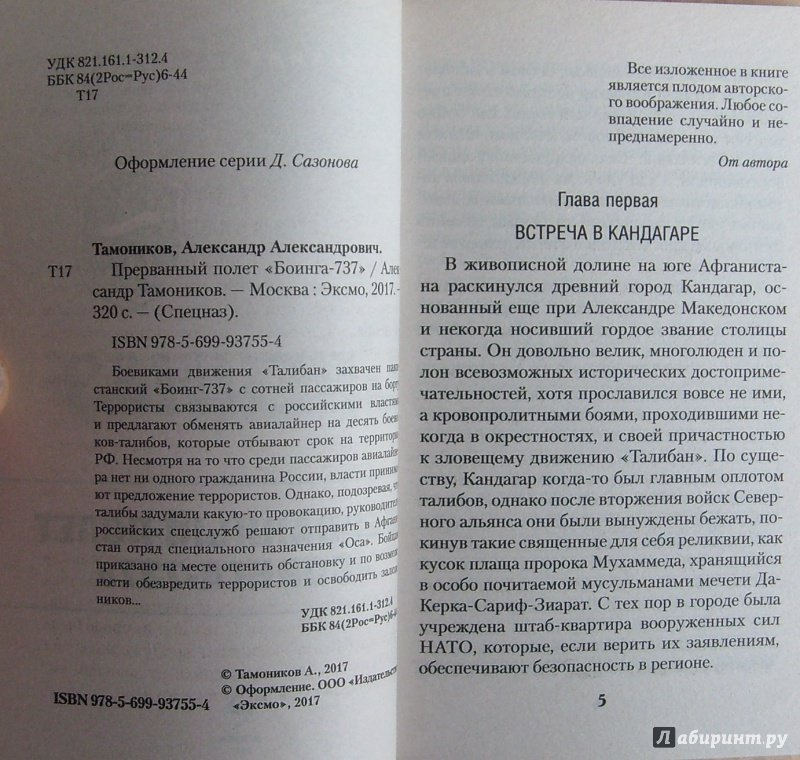 УДК 821.161.1-312.4
ББК 84(2Рос=Рус)6-44
Т17
Оформление серии Д. Сазонова
Тамоников, Александр Александрович.
Т17 Прерванный полет «Боинга-737» / Алек
сандр Тамоников. — Москва : Эксмо, 2017.—
320 с. — (Спецназ).
ISBN 978-5-699-93755-4
Боевиками движения «Талибан» захвачен паки
станский «Боинг-737» с сотней пассажиров на борту
Террористы связываются с российскими властями
и предлагают обменять авиалайнер на десять боеви
ков-талибов, которые отбывают срок на территори
РФ. Несмотря на то что среди пассажиров авиалайне
ра нет ни одного гражданина России, власти принима
ют предложение террористов. Однако, подозревая, ч
талибы задумали какую-то провокацию, руководител
российских спецслужб решают отправить в Афгани
стан отряд специального назначения «Оса». Бойцам
приказано на месте оценить обстановку и по возмож
ности обезвредить террористов и освободить залож
ников...
УДК 821.161.1-312.4
ББК 84(2Рос=Рус)6-44
© Тамоников А., 2017
© Оформление. ООО «Издательство
«Эксмо», 2017
ISBN 978-5-699-93755-4
Все изложенное в книге
является плодом авторско-
го воображения. Любое со-
впадение случайно и не-
преднамеренно.
От автора
Глава первая
ВСТРЕЧА В КАНДАГАРЕ
В живописной долине на юге Афганиста-
на раскинулся древний город Кандагар, ос-
нованный еще при Александре Македонском
и некогда носивший гордое звание столицы
страны. Он довольно велик, многолюден и по-
лон всевозможных исторических достоприме-
чательностей, хотя прославился вовсе не ими,
а кровопролитными боями, проходившими не-
когда в окрестностях, и своей причастностью
к зловещему движению «Талибан». По суще-
ству, Кандагар когда-то был главным оплотом
талибов, однако после вторжения войск Север-
ного альянса они были вынуждены бежать, по-
кинув такие священные для себя реликвии, как
кусок плаща пророка Мухаммеда, хранящийся
в особо почитаемой мусульманами мечети Да-
Керка-Сариф-Зиарат. С тех пор в городе была
учреждена штаб-квартира вооруженных сил
НАТО, которые, если верить их заявлениям,
обеспечивают безопасность в регионе.
5
Лабиринт.ру